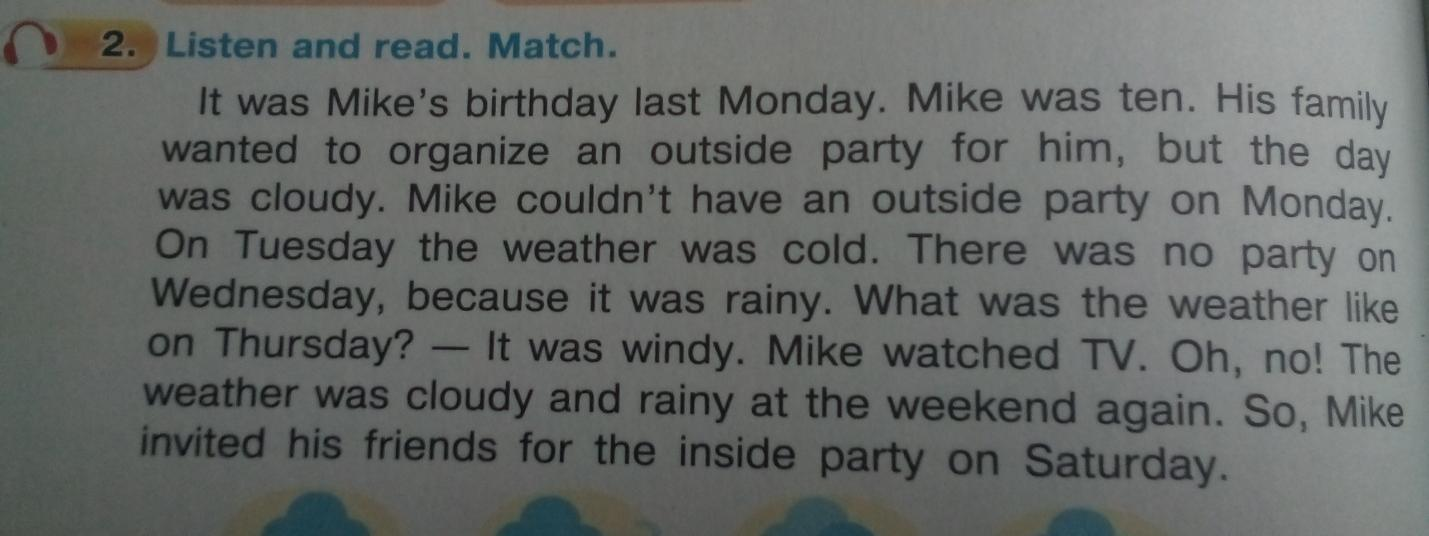 2. Listen and read. Match.
It was Mike's birthday last Monday. Mike was ten. His family
wanted to organize an outside party for him, but the day
was cloudy. Mike couldn't have an outside party on Monday.
On Tuesday the weather was cold. There was no party on
Wednesday, because it was rainy. What was the weather like
on Thursday? — It was windy. Mike watched TV. Oh, no! The
weather was cloudy and rainy at the weekend again. So, Mike
invited his friends for the inside party on Saturday.